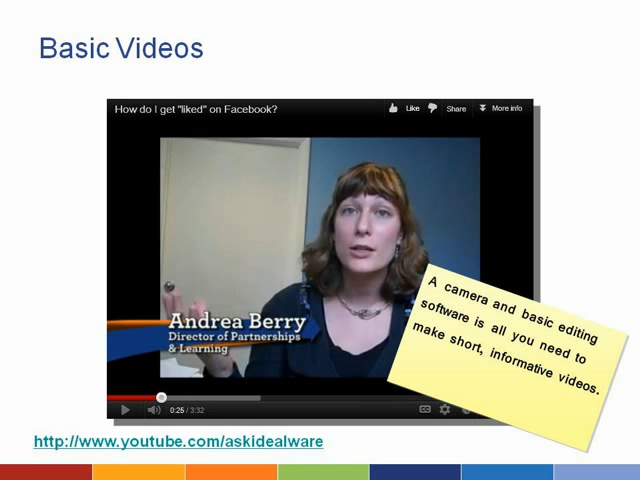 Basic Videos
How do I get "liked" on Facebook?
Like
Share
More info
Andrea Berry
Director of Partnerships
& Learning
A camera and basic editing
software is all you need to
make short, informative videos.
0:25 / 3:32
http://www.youtube.com/askidealware